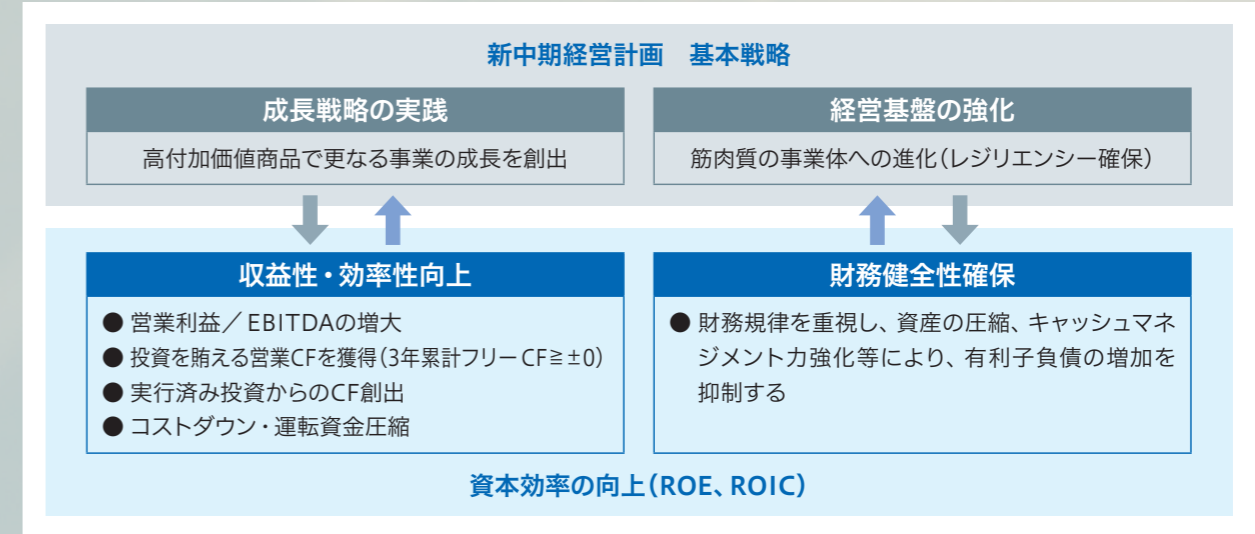 新中期経営計画　基本戦略
成長戦略の実践
高付加価値商品で更なる事業の成長を創出
経営基盤の強化
筋肉質の事業体への進化（レジリエンシー確保）
収益性・効率性向上
● 営業利益／EBITDAの増大
● 投資を賄える営業CFを獲得（3年累計フリーCF≧±0）
● 実行済み投資からのCF創出
● コストダウン・運転資金圧縮
財務健全性確保
● 財務規律を重視し、資産の圧縮、キャッシュマネ
ジメント力強化等により、有利子負債の増加を
抑制する
資本効率の向上（ROE、ROIC）